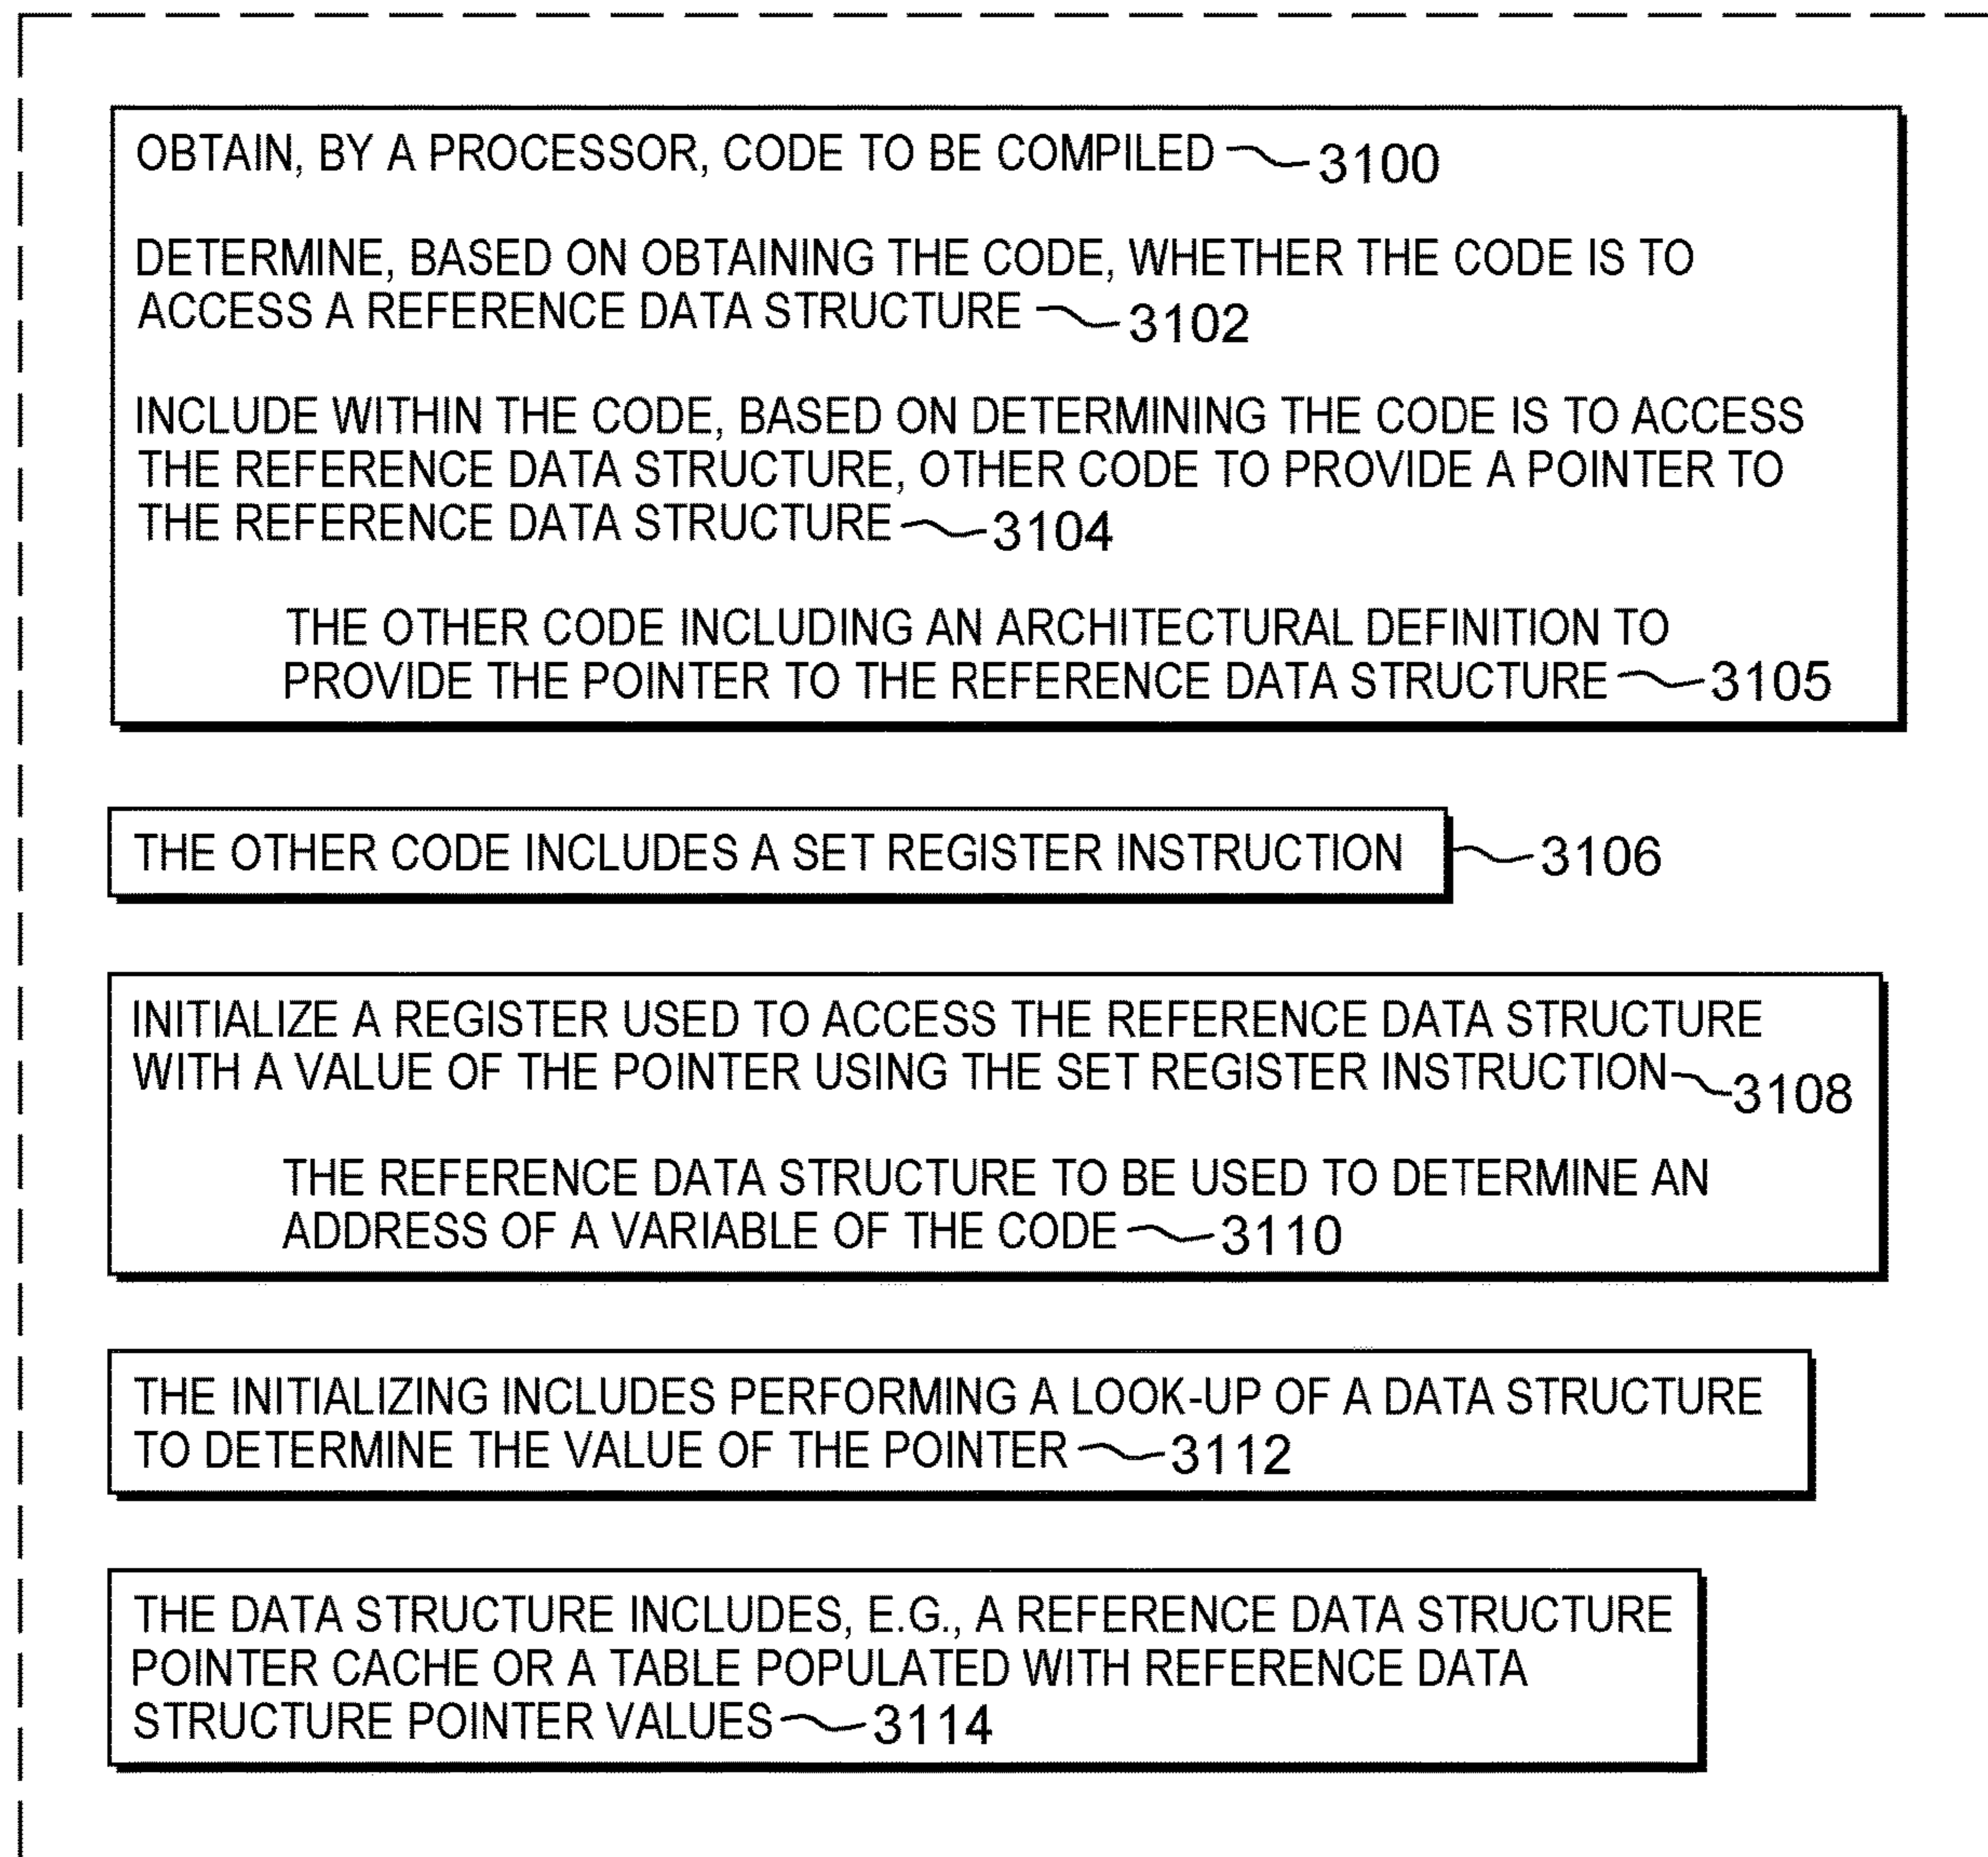 OBTAIN, BY A PROCESSOR, CODE TO BE COMPILED 3100
DETERMINE, BASED ON OBTAINING THE CODE, WHETHER THE CODE IS TO
ACCESS A REFERENCE DATA STRUCTURE 3102
INCLUDE WITHIN THE CODE, BASED ON DETERMINING THE CODE IS TO ACCESS
THE REFERENCE DATA STRUCTURE, OTHER CODE TO PROVIDE A POINTER TO
THE REFERENCE DATA STRUCTURE 3104
THE OTHER CODE INCLUDING AN ARCHITECTURAL DEFINITION TO
PROVIDE THE POINTER TO THE REFERENCE DATA STRUCTURE 3105
THE OTHER CODE INCLUDES A SET REGISTER INSTRUCTION 3106
INITIALIZE A REGISTER USED TO ACCESS THE REFERENCE DATA STRUCTURE
WITH A VALUE OF THE POINTER USING THE SET REGISTER INSTRUCTION 3108
THE REFERENCE DATA STRUCTURE TO BE USED TO DETERMINE AN
ADDRESS OF A VARIABLE OF THE CODE 3110
THE INITIALIZING INCLUDES PERFORMING A LOOK-UP OF A DATA STRUCTURE
TO DETERMINE THE VALUE OF THE POINTER 3112
THE DATA STRUCTURE INCLUDES, E.G., A REFERENCE DATA STRUCTURE
POINTER CACHE OR A TABLE POPULATED WITH REFERENCE DATA
STRUCTURE POINTER VALUES 3114